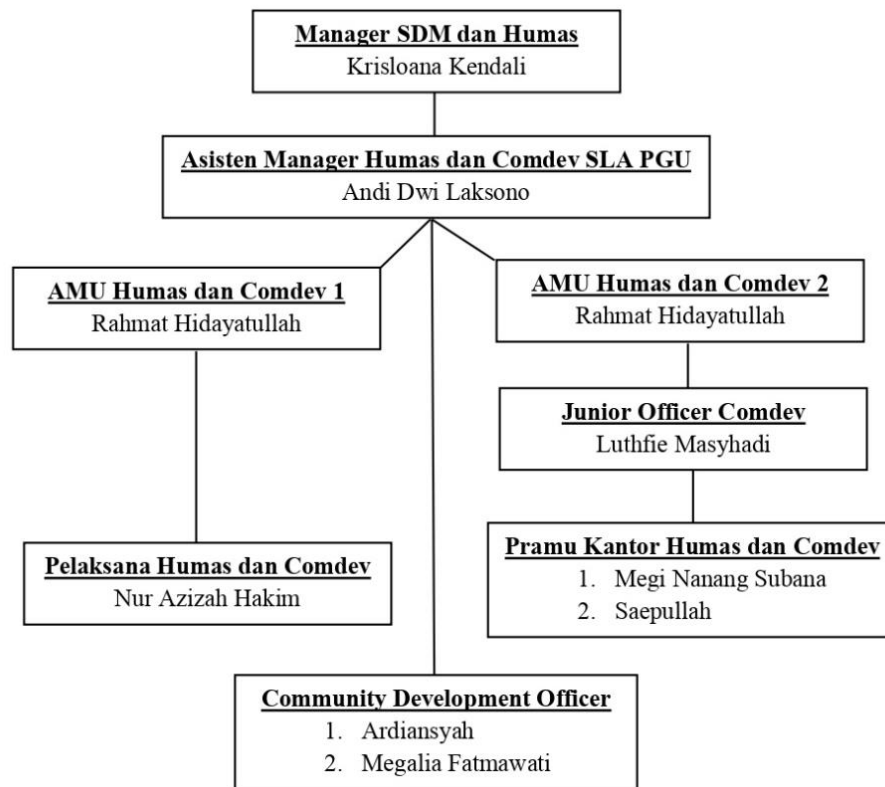 Manager SDM dan Humas
Krisloana Kendali
Asisten Manager Humas dan Comdev SLA PGU
Andi Dwi Laksono
AMU Humas dan Comdev 1
Rahmat Hidayatullah
AMU Humas dan Comdev 2
Rahmat Hidayatullah
Junior Officer Comdev
Luthfie Masyhadi
Pelaksana Humas dan Comdev
Nur Azizah Hakim
Pramu Kantor Humas dan Comdev
1. Megi Nanang Subana
2. Saepullah
Community Development Officer
1. Ardiansyah
2. Megalia Fatmawati